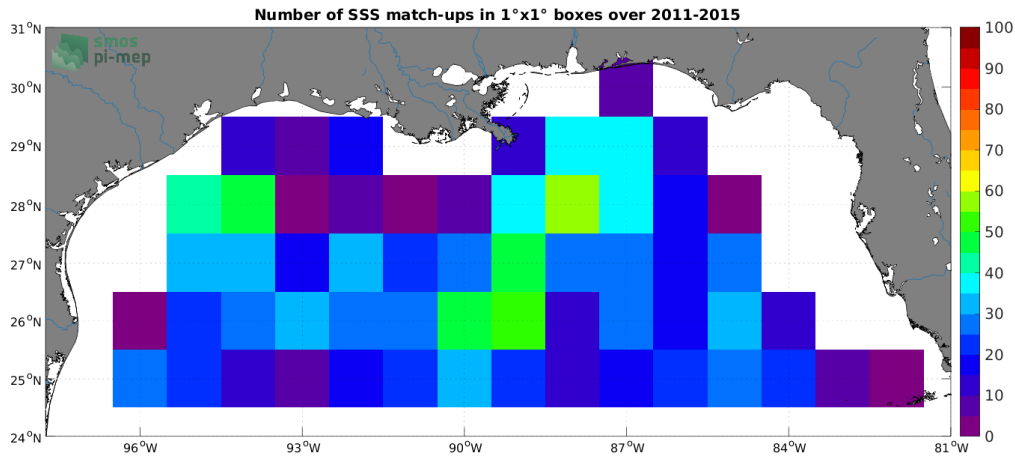 Number of SSS match-ups in 1°x1° boxes over 2011-2015
smos
pi-mep
31°N
30°N
29°N
28°N
27°N
26°N
25°N
24°N
96°W
93°W
90°W
87°W
84°W
81°W
100
90
80
70
60
50
40
30
20
10
0